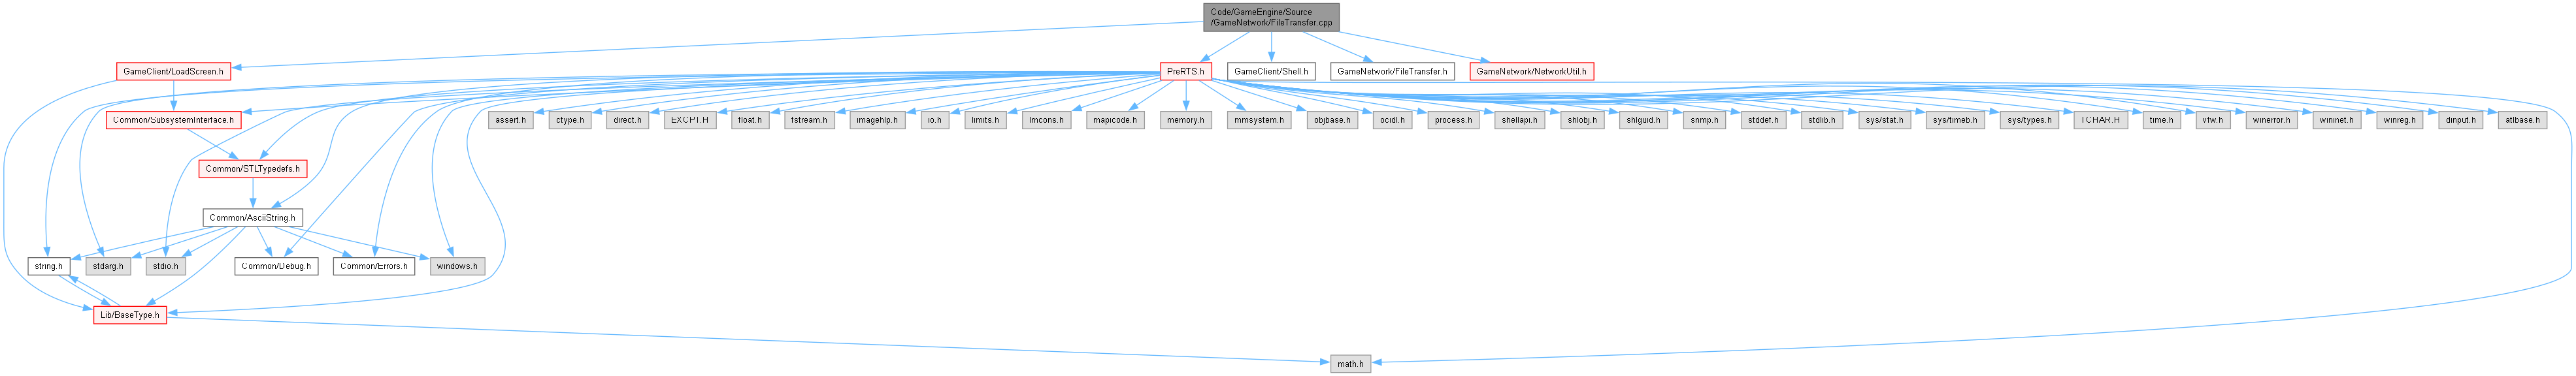 Code/GameEngine/Source
/GameNetwork/FileTransfer.cpp
GameClient/LoadScreen.h
PreRTS.h
GameClient/Shell.h
GameNetwork/FileTransfer.h
GameNetwork/NetworkUtil.h
Common/SubsystemInterface.h
assert.h
ctype.h
direct.h
EXCPT.H
float.h
fstream.h
imagehlp.h
io.h
limits.h
lmcons.h
mapicode.h
memory.h
mmsystem.h
objbase.h
ocidl.h
process.h
shellapi.h
shlobj.h
shlguid.h
snmp.h
stddef.h
stdlib.h
sys/stat.h
sys/timeb.h
sys/types.h
TCHAR.H
time.h
vfw.h
winerror.h
wininet.h
winreg.h
dinput.h
atlbase.h
Common/STLTypedefs.h
Common/AsciiString.h
string.h
stdarg.h
stdio.h
Common/Debug.h
Common/Errors.h
windows.h
Lib/BaseType.h
math.h